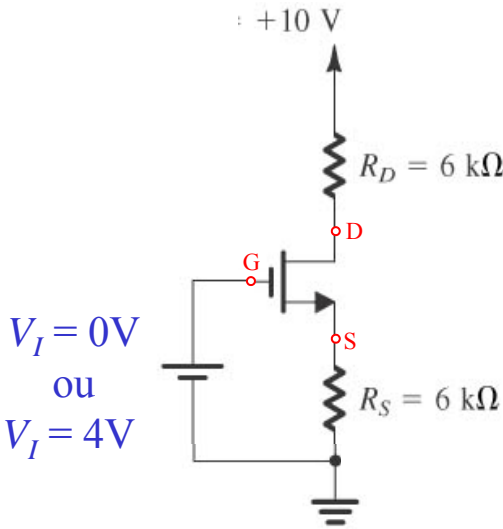 : +10 V
R_D = 6 kΩ
D
G
S
V_I = 0V
ou
V_I = 4V
R_S = 6 kΩ